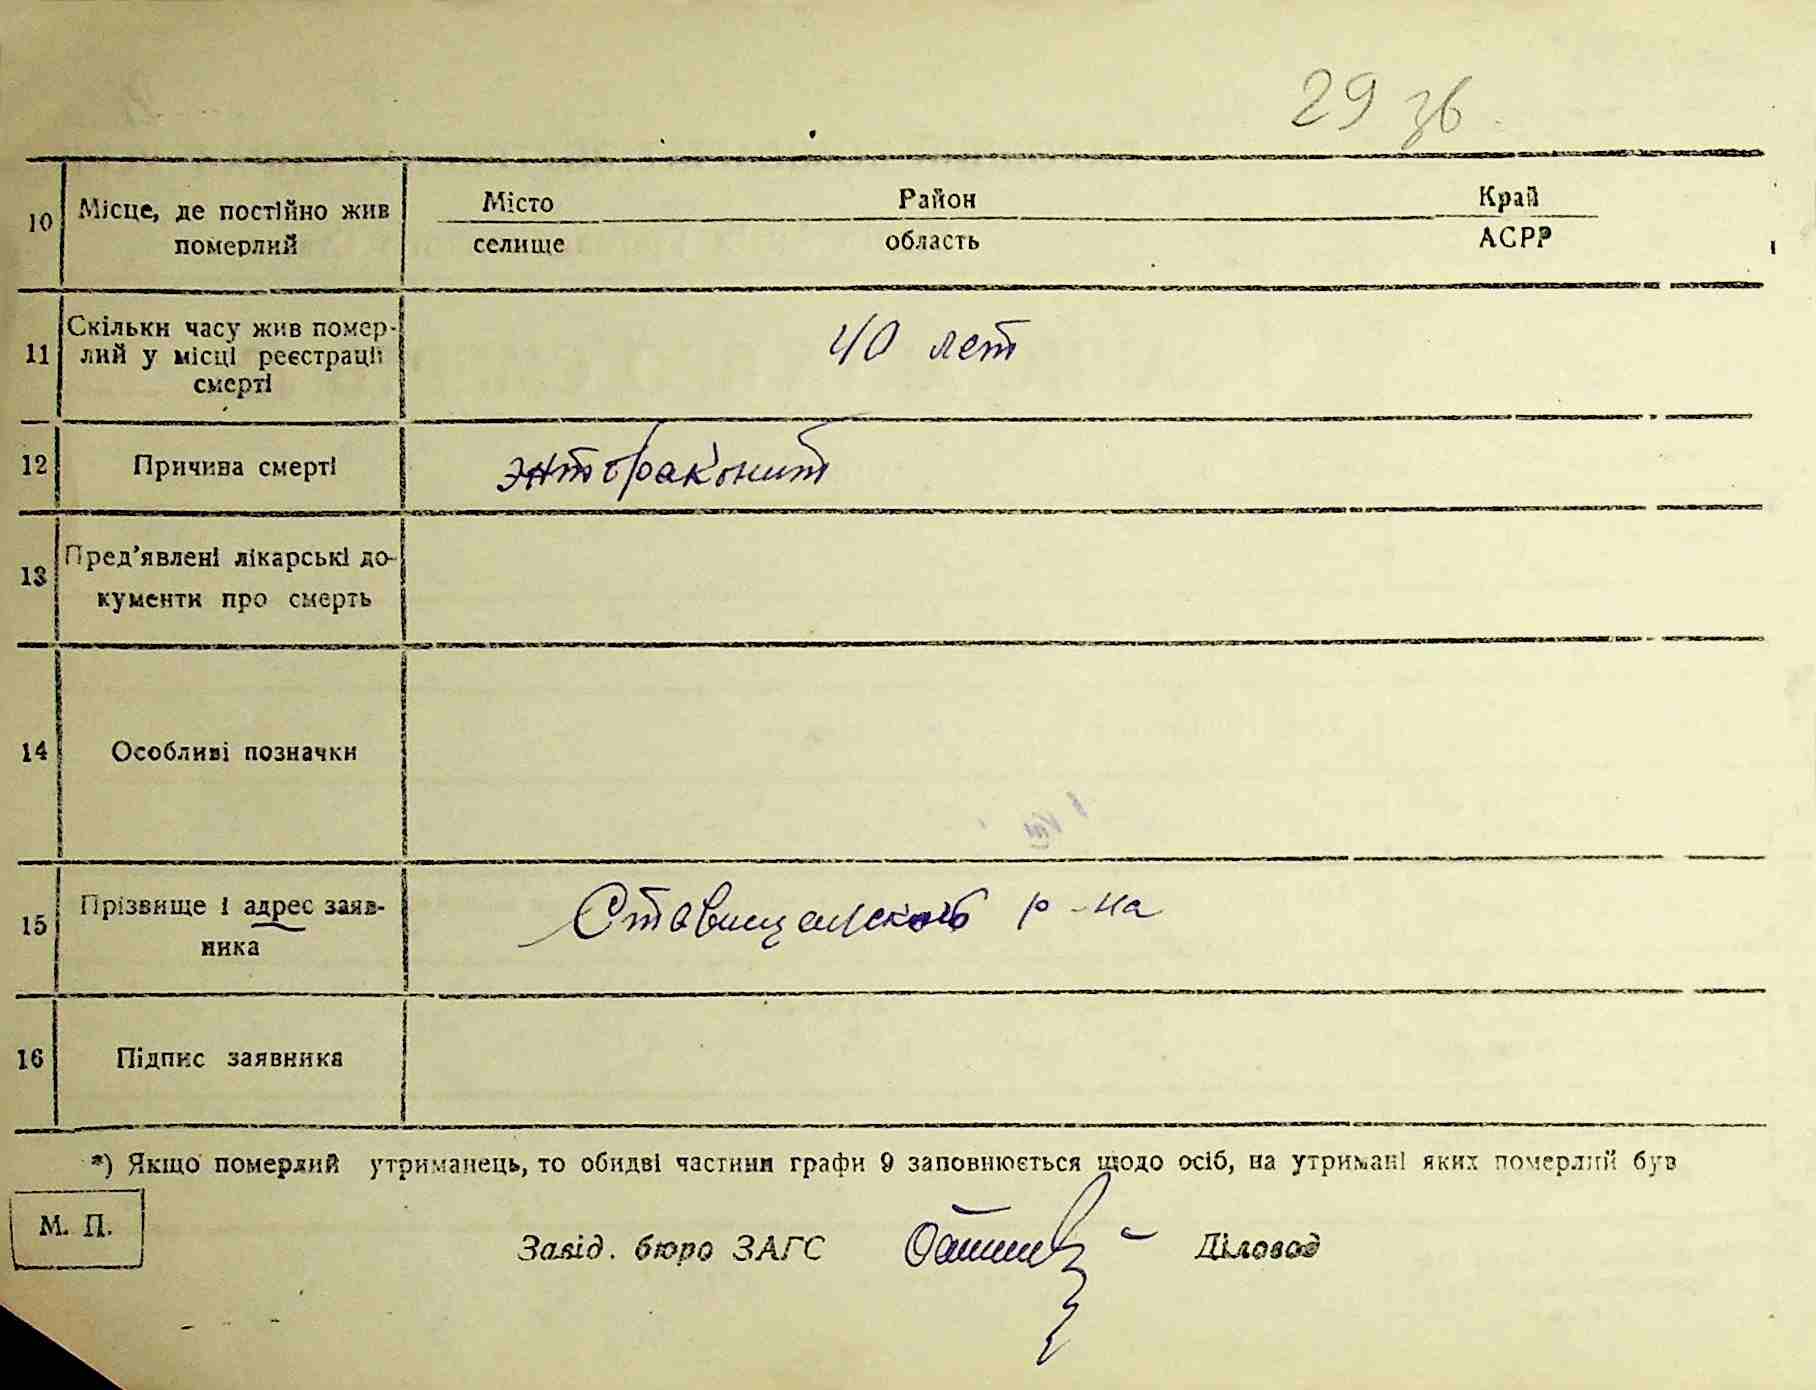 29 зв.
10 Місце, де постійно жив померлий
Місто Район Край
селище область АСРР
11 Скільки часу жив померлий у місці реєстрації смерті
40 лет
12 Причина смерті
13 Пред’явлені лікарські документи про смерть
14 Особливі позначки
15 Прізвище і адрес заявника
Ставищанского р-на
16 Підпис заявника
*) Якщо померлий утриманець, то обидві частини графи 9 заповнюється щодо осіб, на утримані яких померлий був
М. П.
Завід. бюро ЗАГС Діловод